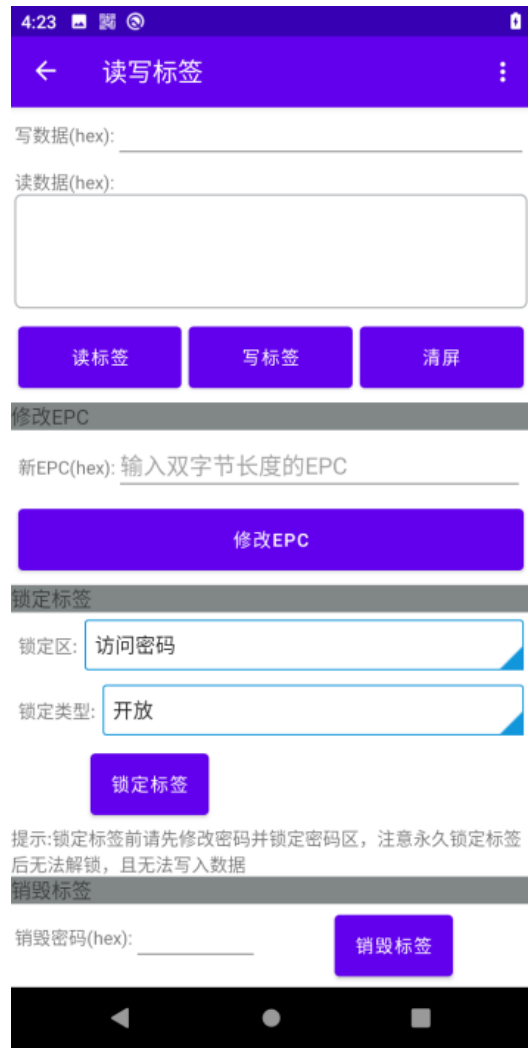 4:23
读写标签
写数据(hex):
读数据(hex):
读标签 写标签 清屏
修改EPC
新EPC(hex): 输入双字节长度的EPC
修改EPC
锁定标签
锁定区: 访问密码
锁定类型: 开放
锁定标签
提示:锁定标签前请先修改密码并锁定密码区，注意永久锁定标签
后无法解锁，且无法写入数据
销毁标签
销毁密码(hex): 销毁标签